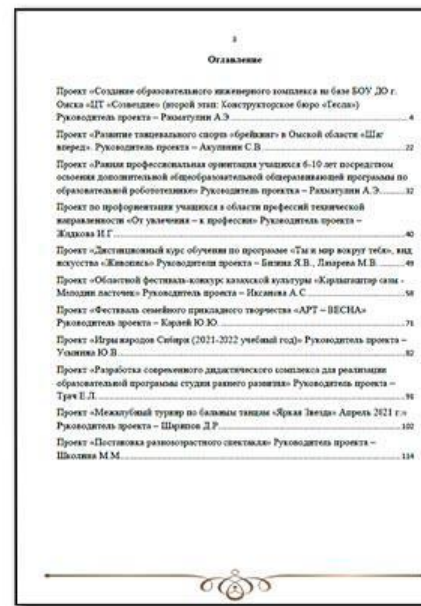 3
Оглавление
Проект «Создание образовательного инженерного комплекса на базе БОУ ДО г.
Омска «ЦТ «Созвездие» (второй этап: Конструкторское бюро «Тесла»)
Руководитель проекта – Рахматулин А.Э. 4
Проект «Развитие танцевального спорта «брейкинг» в Омской области «Шаг
вперед». Руководитель проекта – Акулинин С.В. 22
Проект «Ранняя профессиональная ориентация учащихся 6-10 лет посредством
освоения дополнительной общеобразовательной общеразвивающей программы по
образовательной робототехнике» Руководитель проекта – Рахматулин А.Э. 32
Проект по профориентации учащихся в области профессий технической
направленности «От увлечения – к профессии» Руководитель проекта –
Жидкова И.Г. 40
Проект «Дистанционный курс обучения по программе «Ты и мир вокруг тебя», вид
искусства «Живопись» Руководители проекта – Бизина Я.В., Лазарева М.В. 49
Проект «Областной фестиваль-конкурс казахской культуры «Карлыгаштар сазы -
Мелодии ласточек» Руководитель проекта – Иксанова А.С. 58
Проект «Фестиваль семейного прикладного творчества «АРТ – ВЕСНА»
Руководитель проекта – Карлей Ю.Ю. 71
Проект «Игры народов Сибири (2021-2022 учебный год)» Руководитель проекта –
Усынина Ю.В. 82
Проект «Разработка современного дидактического комплекса для реализации
образовательной программы студии раннего развития» Руководитель проекта –
Трач Е.Л. 91
Проект «Межклубный турнир по бальным танцам «Яркая Звезда» Апрель 2021 г.»
Руководитель проекта – Шарипов Д.Р. 102
Проект «Постановка разновозрастного спектакля» Руководитель проекта –
Школина М.М. 114